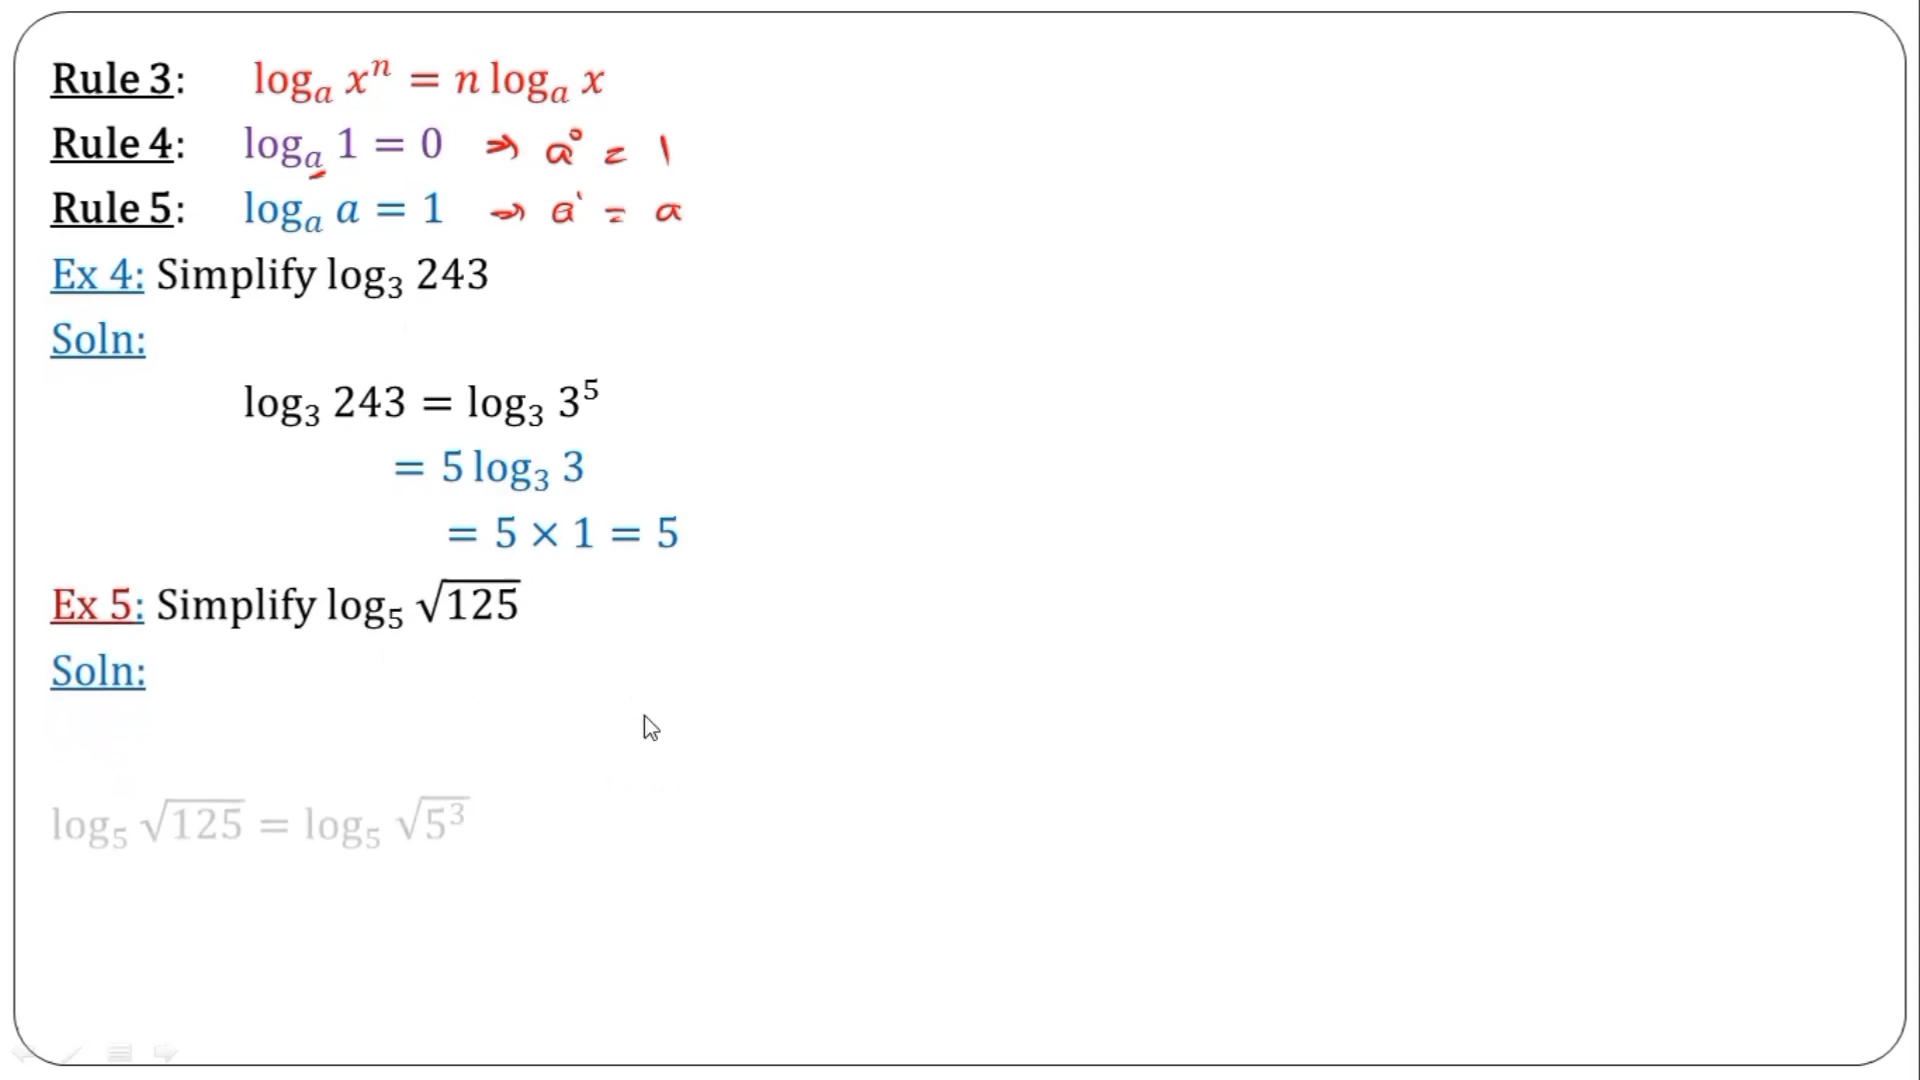 Rule 3: logₐ xⁿ = n logₐ x
Rule 4: logₐ 1 = 0 ⇒ a⁰ = 1
Rule 5: logₐ a = 1 ⇒ a¹ = a
Ex 4: Simplify log₃ 243
Soln:
log₃ 243 = log₃ 3⁵
= 5 log₃ 3
= 5 × 1 = 5
Ex 5: Simplify log₅ √125
Soln:
log₅ √125 = log₅ √5³